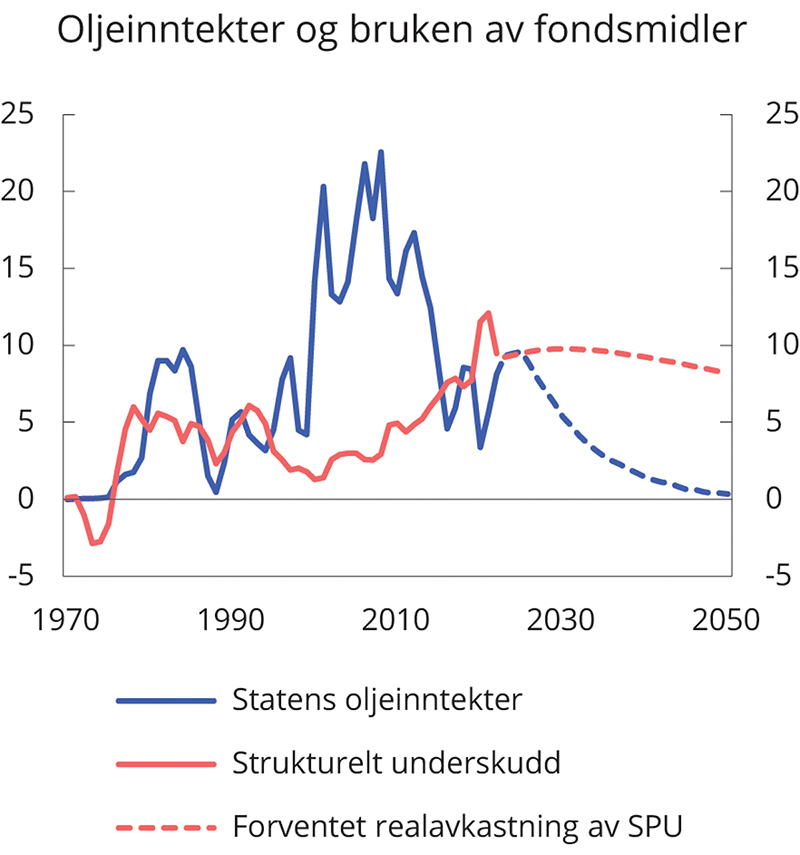 Oljeinntekter og bruken av fondsmidler
25 25
20 20
15 15
10 10
5 5
0 0
-5 -5
1970 1990 2010 2030 2050
Statens oljeinntekter
Strukturelt underskudd
Forventet realavkastning av SPU